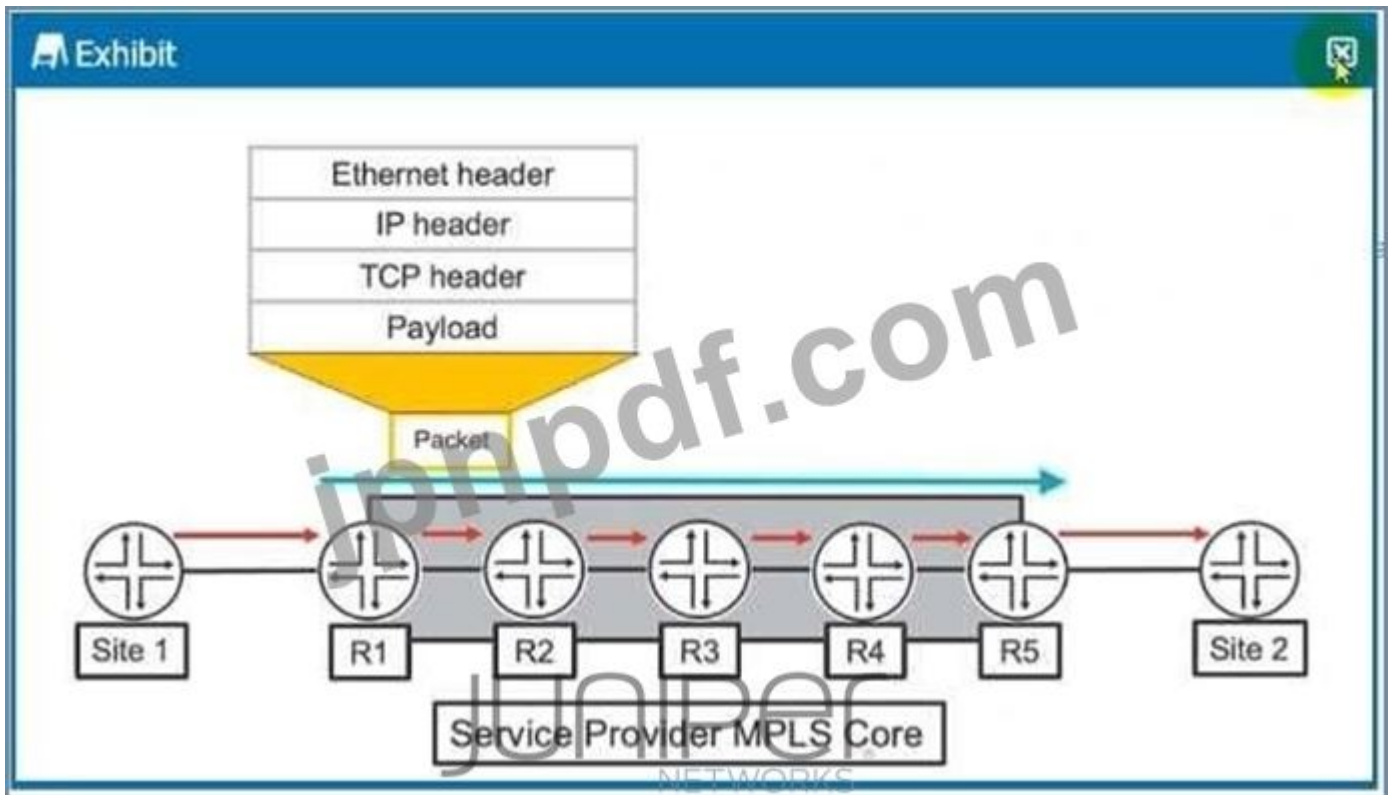 Exhibit
Ethernet header
IP header
TCP header
Payload
Packet
jpnpdf.com
Site 1
R1
R2
R3
R4
R5
Site 2
Service Provider MPLS Core
JUNIPEr
NETWORKS